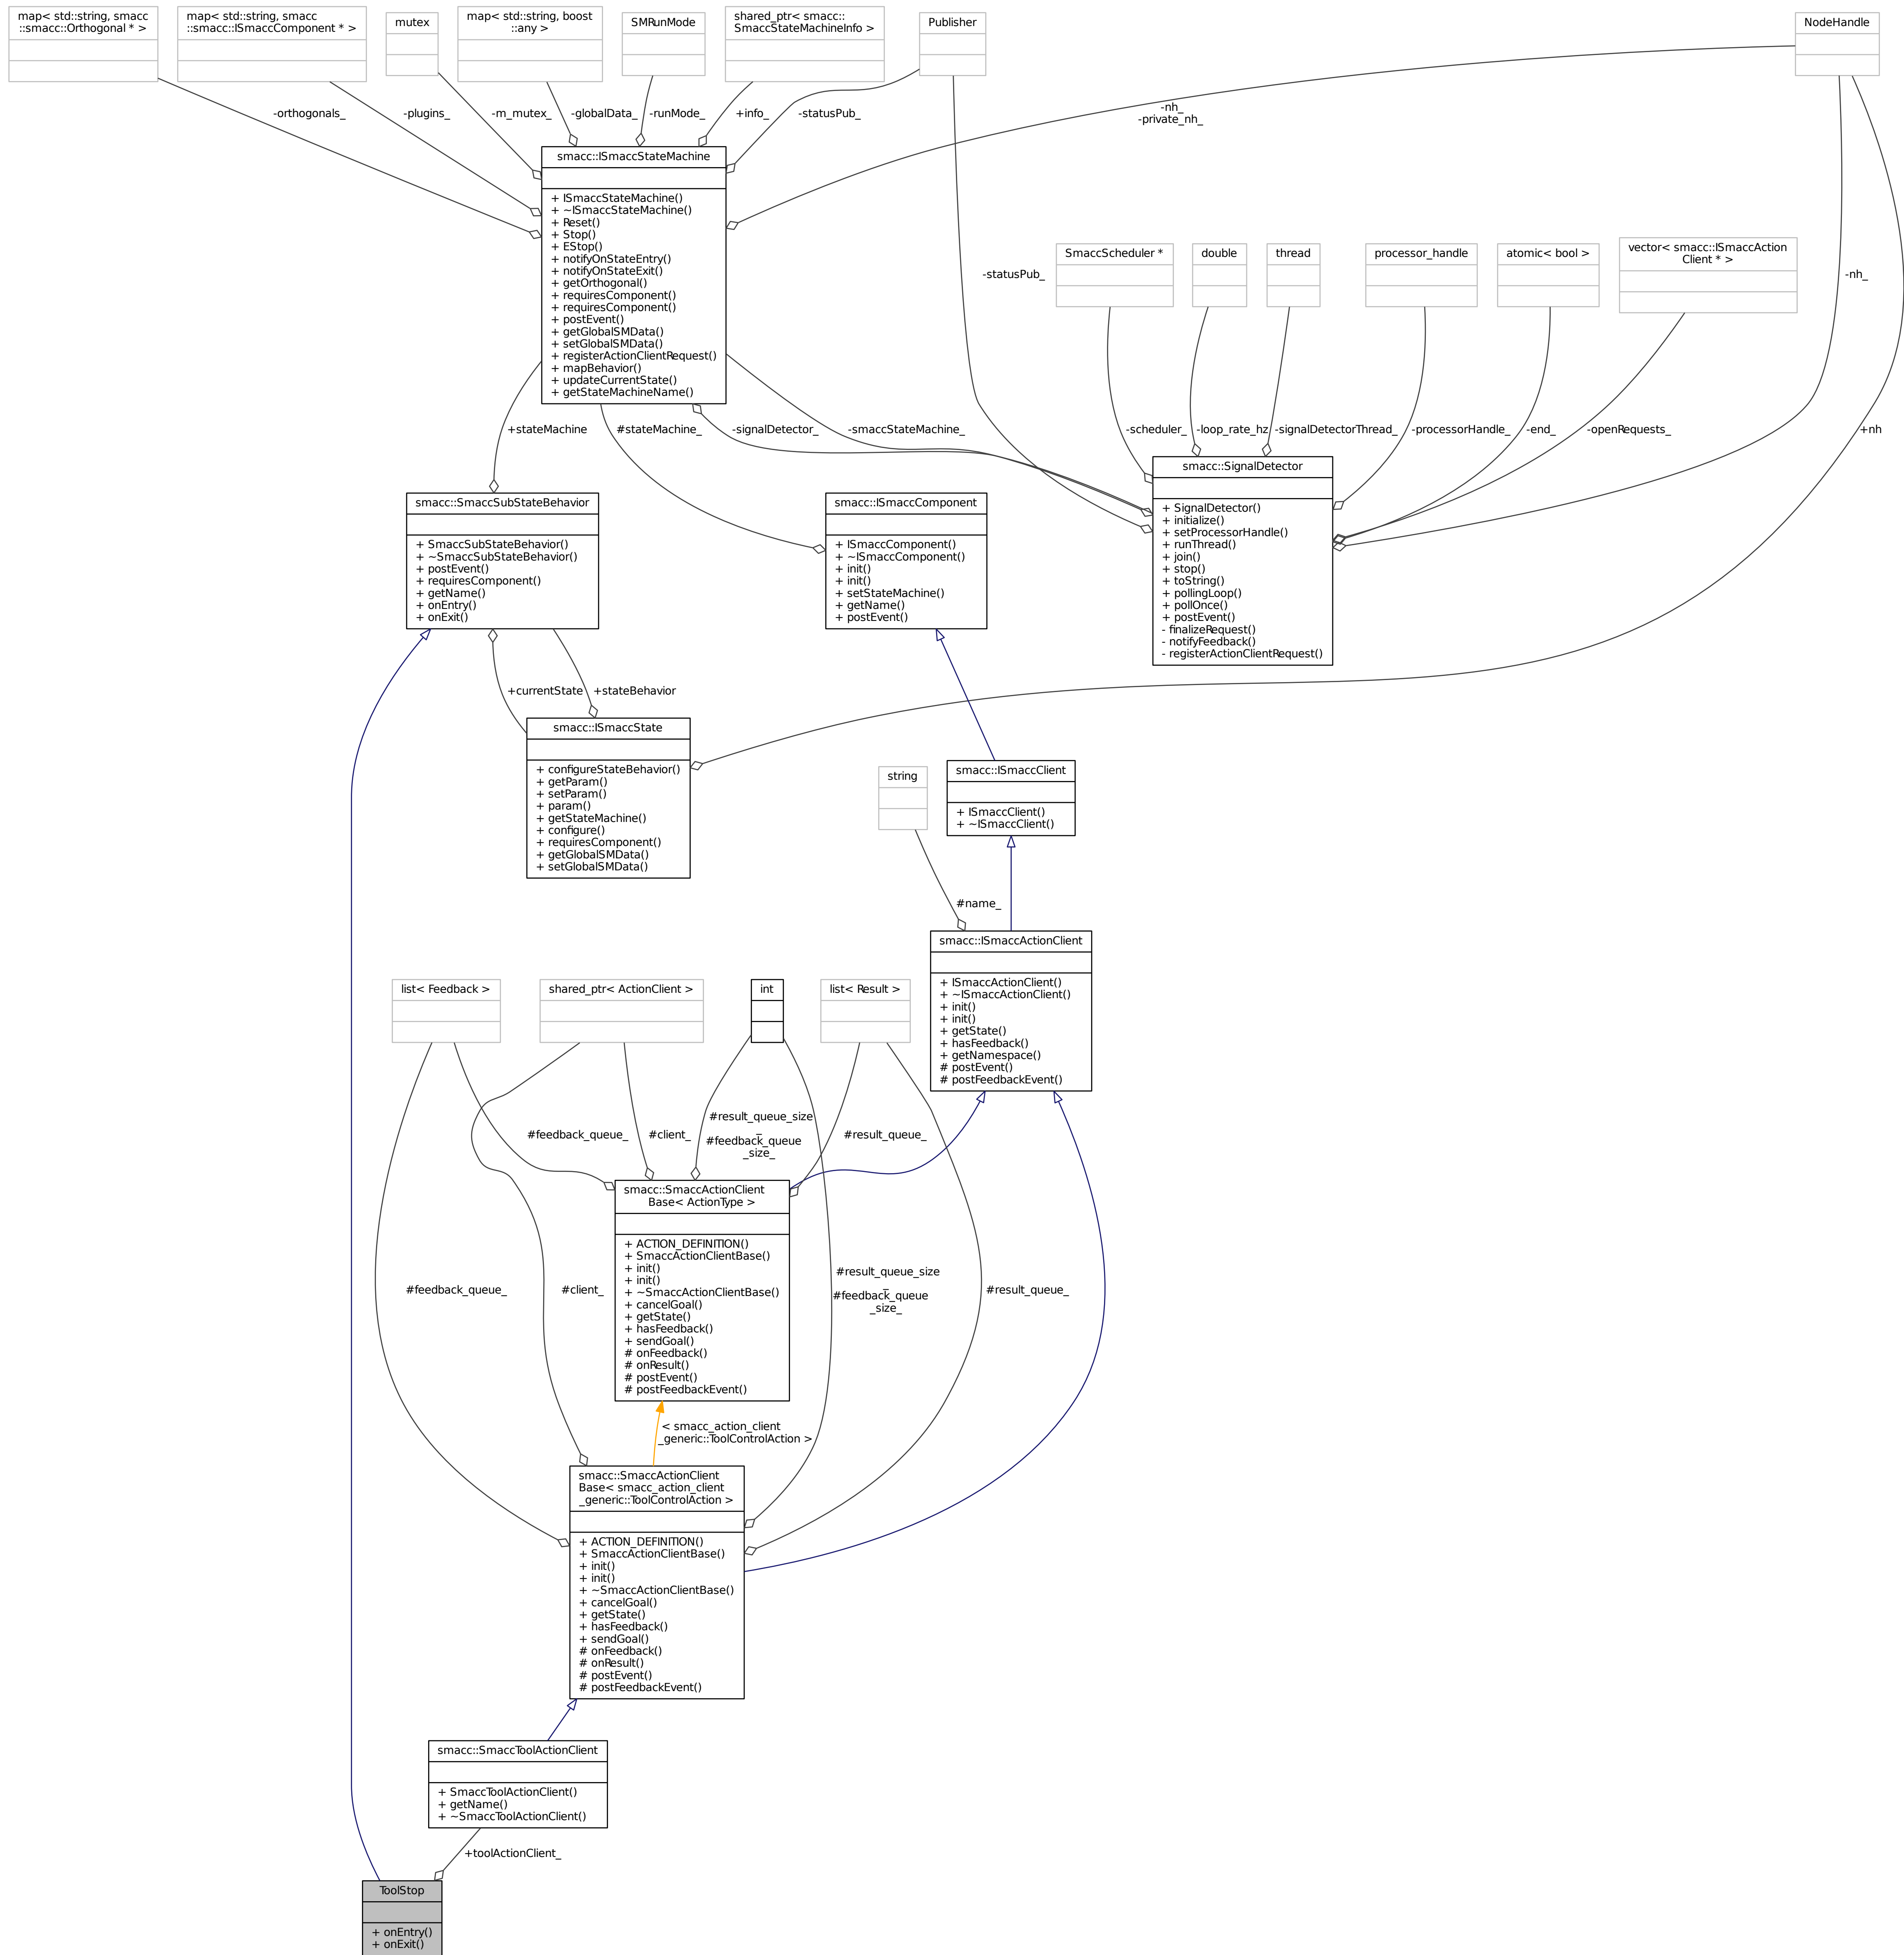 map< std::string, smacc
::smacc::Orthogonal * >
map< std::string, smacc
::smacc::ISmaccComponent * >
mutex
map< std::string, boost
::any >
SMRunMode
shared_ptr< smacc::
SmaccStateMachineInfo >
Publisher
NodeHandle
-orthogonals_
-plugins_
-m_mutex_
-globalData_
-runMode_
+info_
-statusPub_
-nh_
-private_nh_
smacc::ISmaccStateMachine
+ ISmaccStateMachine()
+ ~ISmaccStateMachine()
+ Reset()
+ Stop()
+ EStop()
+ notifyOnStateEntry()
+ notifyOnStateExit()
+ getOrthogonal()
+ requiresComponent()
+ requiresComponent()
+ postEvent()
+ getGlobalSMData()
+ setGlobalSMData()
+ registerActionClientRequest()
+ mapBehavior()
+ updateCurrentState()
+ getStateMachineName()
SmaccScheduler *
double
thread
processor_handle
atomic< bool >
vector< smacc::ISmaccAction
Client * >
-statusPub_
-nh_
+stateMachine
#stateMachine_
-signalDetector_
-smaccStateMachine_
-scheduler_
-loop_rate_hz
-signalDetectorThread_
-processorHandle_
-end_
-openRequests_
+nh
smacc::SmaccSubStateBehavior
+ SmaccSubStateBehavior()
+ ~SmaccSubStateBehavior()
+ postEvent()
+ requiresComponent()
+ getName()
+ onEntry()
+ onExit()
smacc::ISmaccComponent
+ ISmaccComponent()
+ ~ISmaccComponent()
+ init()
+ init()
+ setStateMachine()
+ getName()
+ postEvent()
smacc::SignalDetector
+ SignalDetector()
+ initialize()
+ setProcessorHandle()
+ runThread()
+ join()
+ stop()
+ toString()
+ pollingLoop()
+ pollOnce()
+ postEvent()
- finalizeRequest()
- notifyFeedback()
- registerActionClientRequest()
+currentState
+stateBehavior
smacc::ISmaccState
+ configureStateBehavior()
+ getParam()
+ setParam()
+ param()
+ getStateMachine()
+ configure()
+ requiresComponent()
+ getGlobalSMData()
+ setGlobalSMData()
string
smacc::ISmaccClient
+ ISmaccClient()
+ ~ISmaccClient()
#name_
smacc::ISmaccActionClient
+ ISmaccActionClient()
+ ~ISmaccActionClient()
+ init()
+ init()
+ getState()
+ hasFeedback()
+ getNamespace()
# postEvent()
# postFeedbackEvent()
list< Feedback >
shared_ptr< ActionClient >
int
list< Result >
#feedback_queue_
#client_
#result_queue_size
_
#feedback_queue
_size_
#result_queue_
smacc::SmaccActionClient
Base< ActionType >
+ ACTION_DEFINITION()
+ SmaccActionClientBase()
+ init()
+ init()
+ ~SmaccActionClientBase()
+ cancelGoal()
+ getState()
+ hasFeedback()
+ sendGoal()
# onFeedback()
# onResult()
# postEvent()
# postFeedbackEvent()
#feedback_queue_
#client_
#result_queue_size
_
#feedback_queue
_size_
#result_queue_
< smacc_action_client
_generic::ToolControlAction >
smacc::SmaccActionClient
Base< smacc_action_client
_generic::ToolControlAction >
+ ACTION_DEFINITION()
+ SmaccActionClientBase()
+ init()
+ init()
+ ~SmaccActionClientBase()
+ cancelGoal()
+ getState()
+ hasFeedback()
+ sendGoal()
# onFeedback()
# onResult()
# postEvent()
# postFeedbackEvent()
smacc::SmaccToolActionClient
+ SmaccToolActionClient()
+ getName()
+ ~SmaccToolActionClient()
+toolActionClient_
ToolStop
+ onEntry()
+ onExit()